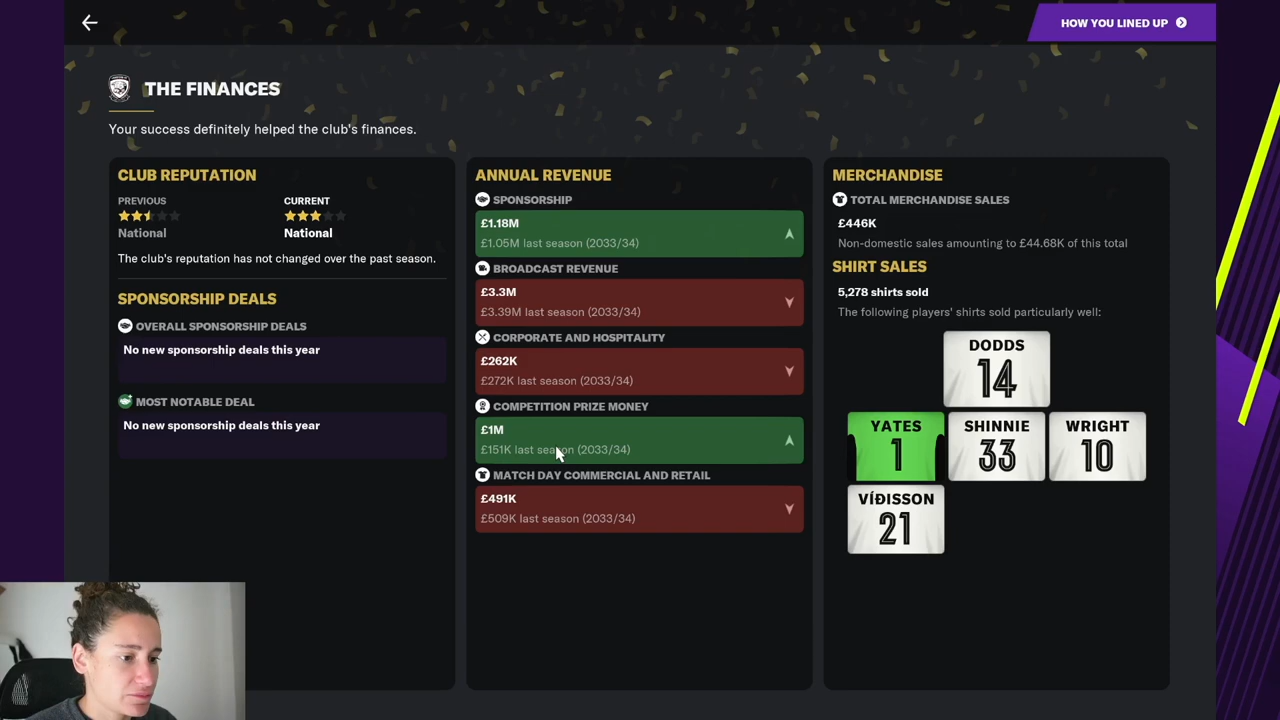 HOW YOU LINED UP
THE FINANCES
Your success definitely helped the club's finances.
CLUB REPUTATION
PREVIOUS
CURRENT
National
National
The club's reputation has not changed over the past season.
SPONSORSHIP DEALS
OVERALL SPONSORSHIP DEALS
No new sponsorship deals this year
MOST NOTABLE DEAL
No new sponsorship deals this year
ANNUAL REVENUE
SPONSORSHIP
£1.18M
£1.05M last season (2033/34)
BROADCAST REVENUE
£3.3M
£3.39M last season (2033/34)
CORPORATE AND HOSPITALITY
£262K
£272K last season (2033/34)
COMPETITION PRIZE MONEY
£1M
£151K last season (2033/34)
MATCH DAY COMMERCIAL AND RETAIL
£491K
£509K last season (2033/34)
MERCHANDISE
TOTAL MERCHANDISE SALES
£446K
Non-domestic sales amounting to £44.68K of this total
SHIRT SALES
5,278 shirts sold
The following players' shirts sold particularly well:
DODDS
14
YATES
1
SHINNIE
33
WRIGHT
10
VÍÐISSON
21